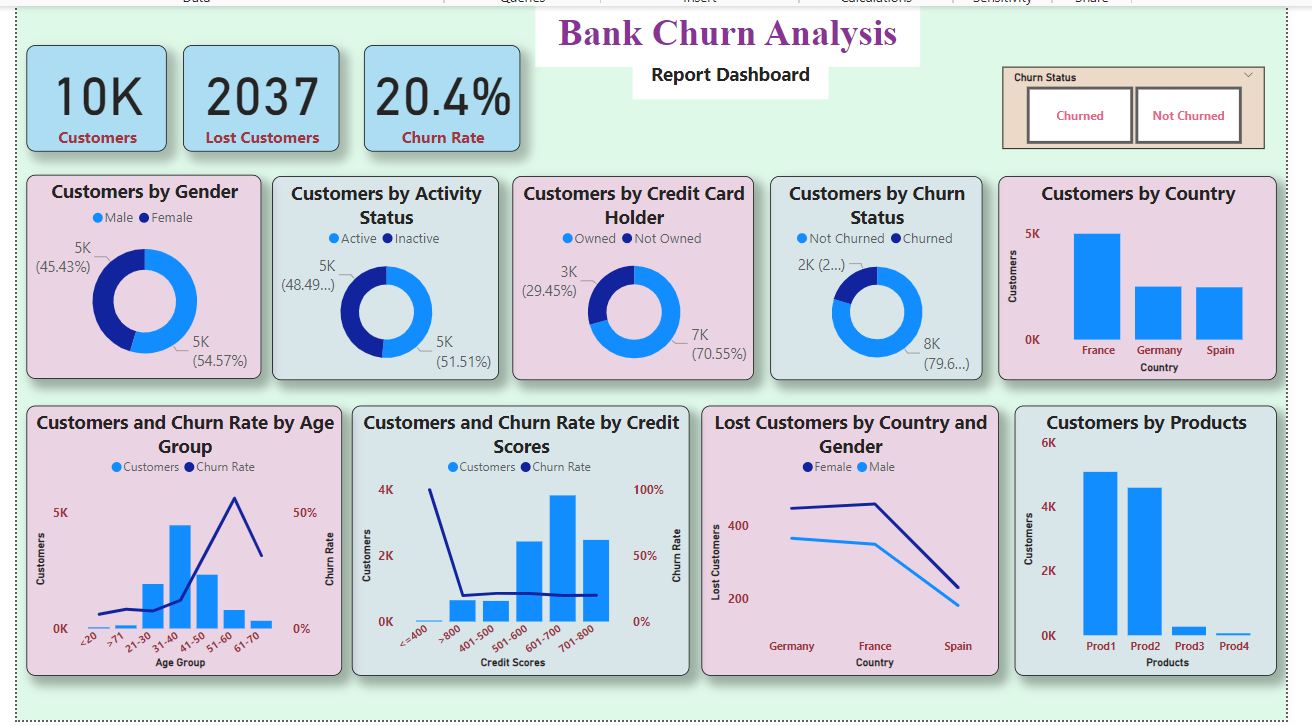 Data
Queries
Insert
Calculations
Sensitivity
Share
Bank Churn Analysis
Report Dashboard
10K
Customers
2037
Lost Customers
20.4%
Churn Rate
Churn Status
Churned
Not Churned
Customers by Gender
Male Female
5K
(45.43%)
5K
(54.57%)
Customers by Activity
Status
Active Inactive
5K
(48.49...)
5K
(51.51%)
Customers by Credit Card
Holder
Owned Not Owned
3K
(29.45%)
7K
(70.55%)
Customers by Churn
Status
Not Churned Churned
2K (2...)
8K
(79.6...)
Customers by Country
Customers
5K
0K
France Germany Spain
Country
Customers and Churn Rate by Age
Group
Customers Churn Rate
Customers
5K
0K
50%
0%
Churn Rate
<20 >71 21-30 31-40 41-50 51-60 61-70
Age Group
Customers and Churn Rate by Credit
Scores
Customers Churn Rate
Customers
4K
2K
0K
100%
50%
0%
Churn Rate
<=400 >800 401-500 501-600 601-700 701-800
Credit Scores
Lost Customers by Country and
Gender
Female Male
Lost Customers
400
200
Germany France Spain
Country
Customers by Products
Customers
6K
4K
2K
0K
Prod1 Prod2 Prod3 Prod4
Products